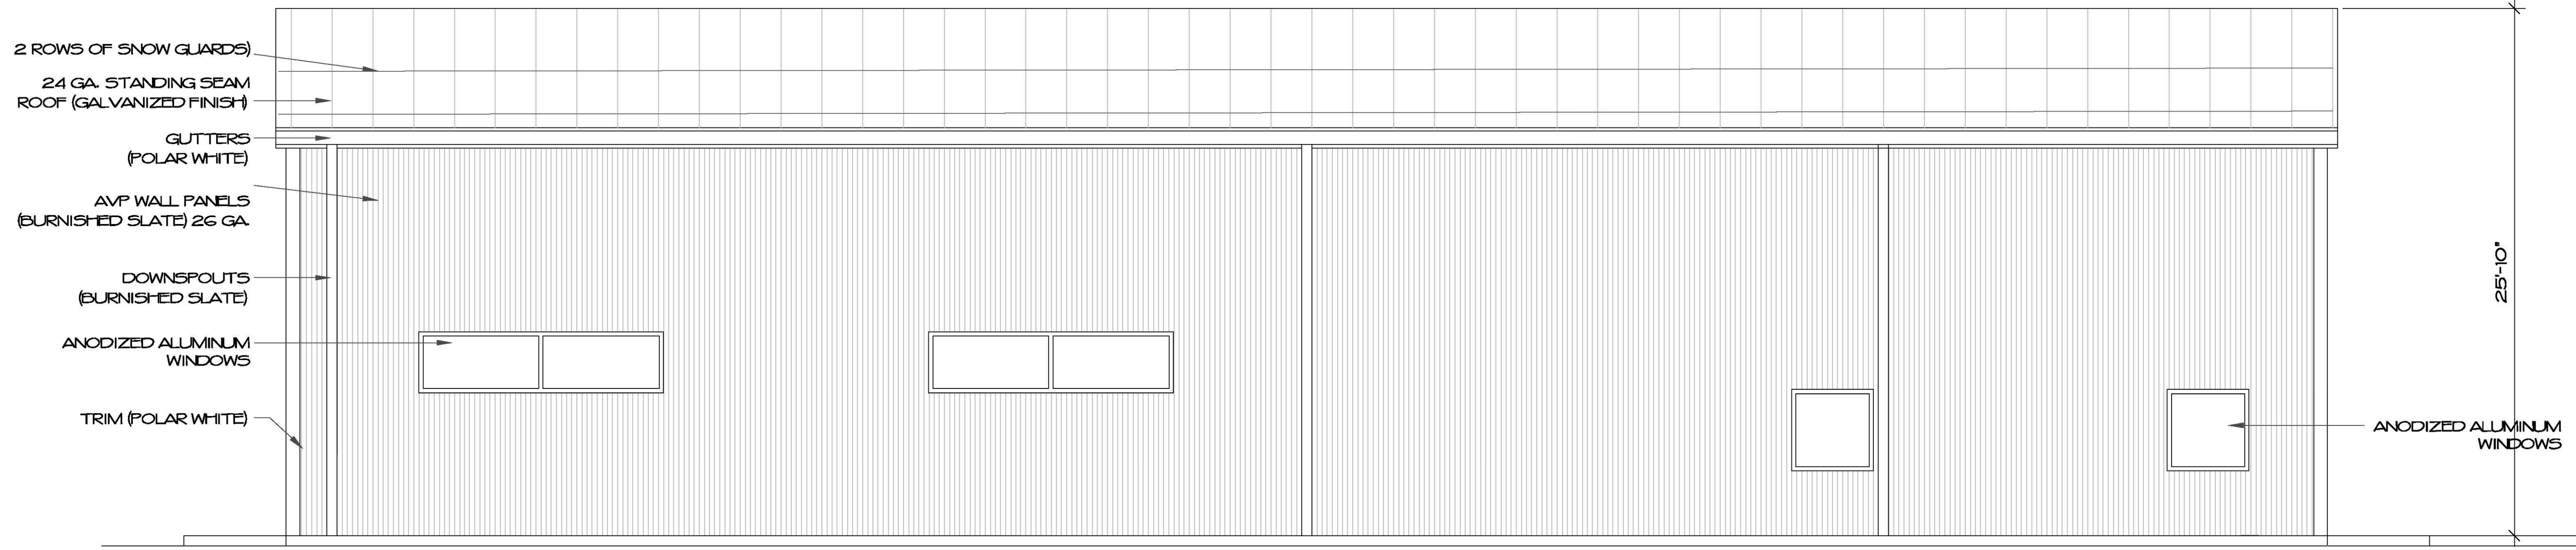 2 ROWS OF SNOW GUARDS)
24 GA. STANDING SEAM
ROOF (GALVANIZED FINISH)
GUTTERS
(POLAR WHITE)
AVP WALL PANELS
(BURNISHED SLATE) 26 GA.
DOWNSPOUTS
(BURNISHED SLATE)
ANODIZED ALUMINUM
WINDOWS
TRIM (POLAR WHITE)
25'-10"
ANODIZED ALUMINUM
WINDOWS